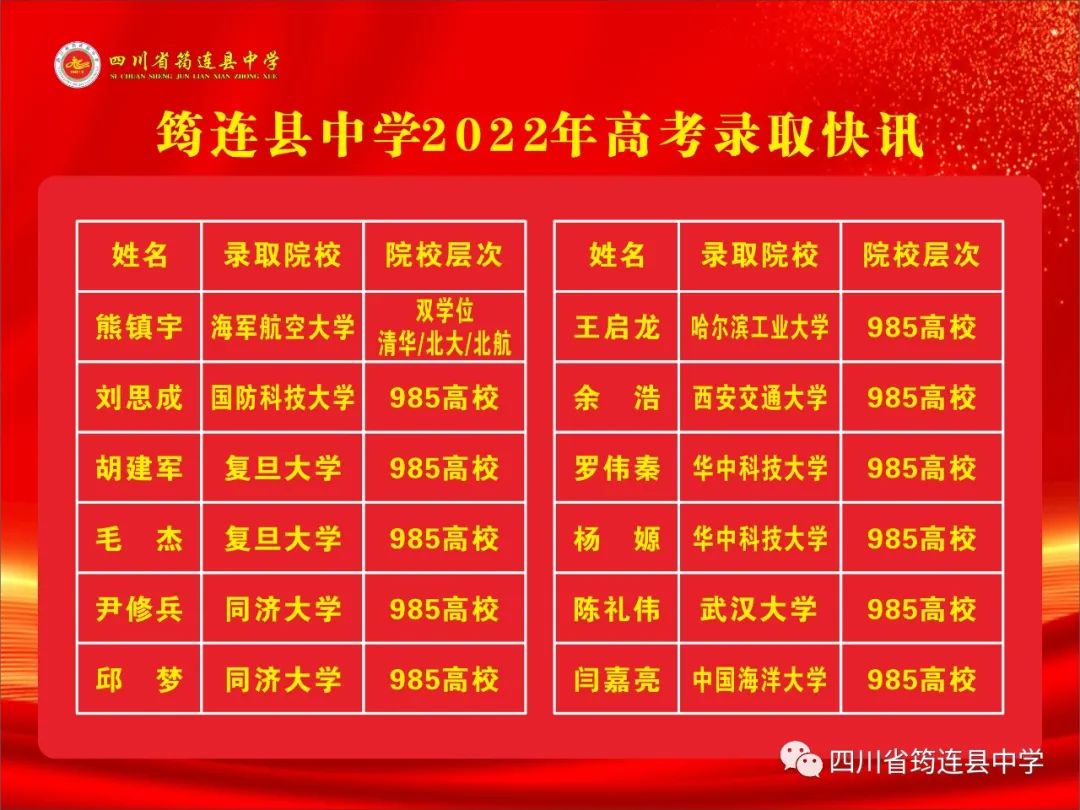 四川省筠连县中学
SI CHUAN SHENG JUN LIAN XIAN ZHONG XUE
筠连县中学2022年高考录取快讯
姓名 录取院校 院校层次
熊镇宇 海军航空大学 双学位
清华/北大/北航
刘思成 国防科技大学 985高校
胡建军 复旦大学 985高校
毛 杰 复旦大学 985高校
尹修兵 同济大学 985高校
邱 梦 同济大学 985高校
姓名 录取院校 院校层次
王启龙 哈尔滨工业大学 985高校
余 浩 西安交通大学 985高校
罗伟秦 华中科技大学 985高校
杨 嫄 华中科技大学 985高校
陈礼伟 武汉大学 985高校
闫嘉亮 中国海洋大学 985高校
四川省筠连县中学